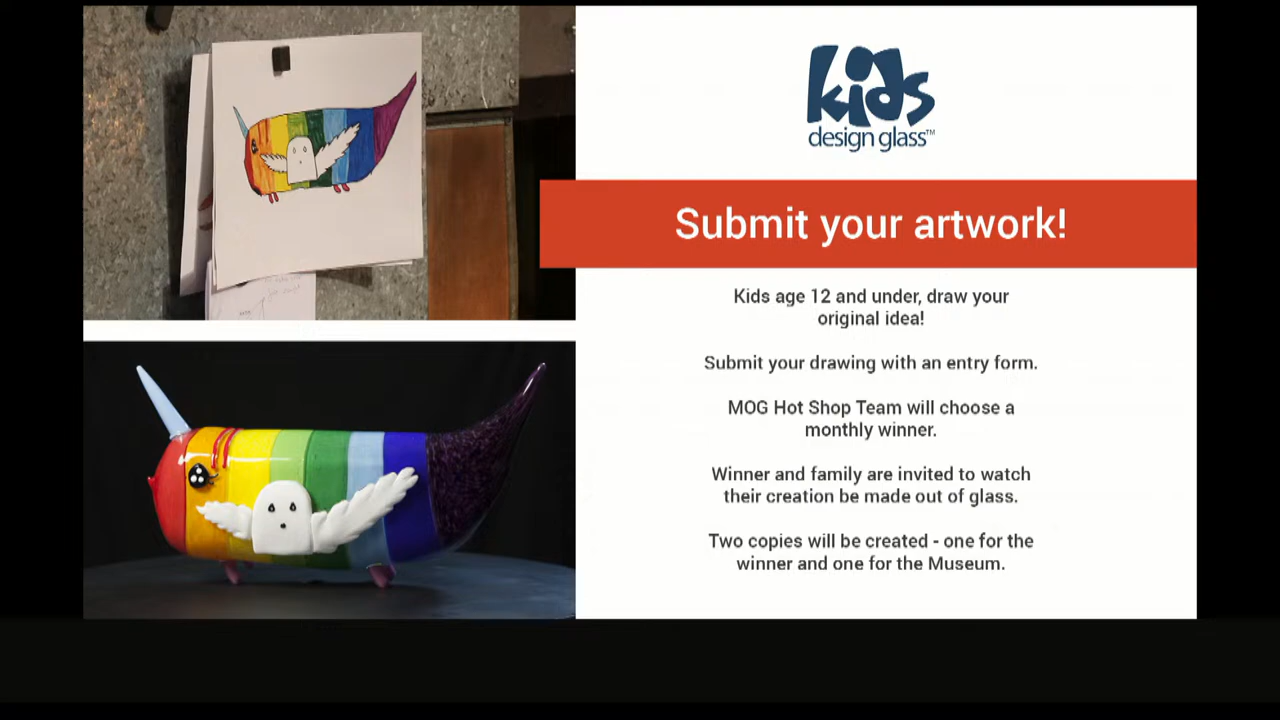 kids
design glass™
Submit your artwork!
Kids age 12 and under, draw your
original idea!
Submit your drawing with an entry form.
MOG Hot Shop Team will choose a
monthly winner.
Winner and family are invited to watch
their creation be made out of glass.
Two copies will be created - one for the
winner and one for the Museum.